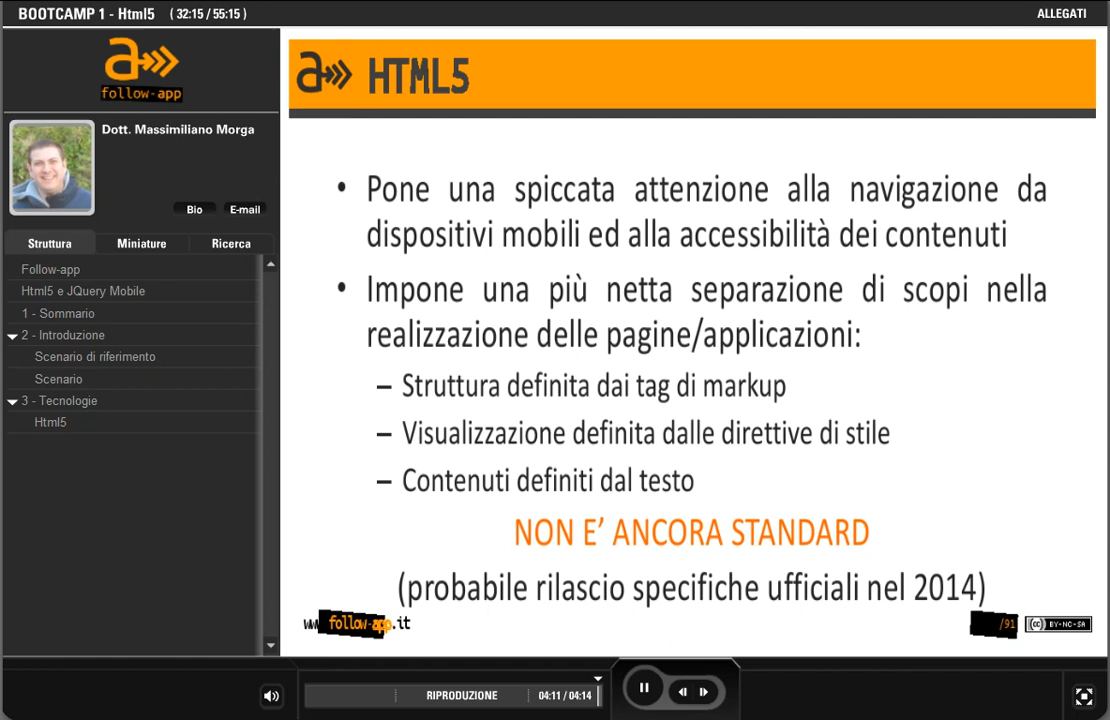 BOOTCAMP 1 - Html5 ( 32:15 / 55:15 )
ALLEGATI
a
follow-app
Dott. Massimiliano Morga
Bio E-mail
Struttura Miniature Ricerca
Follow-app
Html5 e JQuery Mobile
1 - Sommario
2 - Introduzione
Scenario di riferimento
Scenario
3 - Tecnologie
Html5
a HTML5
• Pone una spiccata attenzione alla navigazione da
dispositivi mobili ed alla accessibilità dei contenuti
• Impone una più netta separazione di scopi nella
realizzazione delle pagine/applicazioni:
– Struttura definita dai tag di markup
– Visualizzazione definita dalle direttive di stile
– Contenuti definiti dal testo
NON E’ ANCORA STANDARD
(probabile rilascio specifiche ufficiali nel 2014)
follow-app.it
/91
cc BY-NC-SA
RIPRODUZIONE 04:11 / 04:14